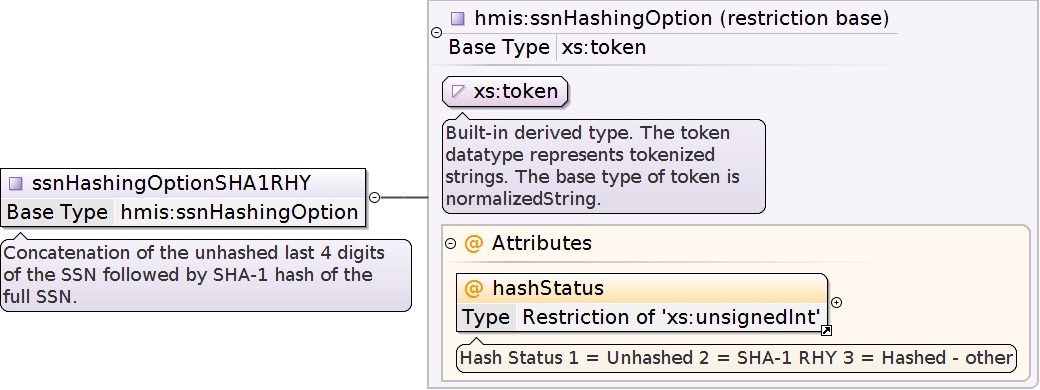 ssnHashingOptionSHA1RHY
Base Type hmis:ssnHashingOption
Concatenation of the unhashed last 4 digits
of the SSN followed by SHA-1 hash of the
full SSN.
hmis:ssnHashingOption (restriction base)
Base Type xs:token
xs:token
Built-in derived type. The token
datatype represents tokenized
strings. The base type of token is
normalizedString.
@ Attributes
@ hashStatus
Type Restriction of 'xs:unsignedInt'
Hash Status 1 = Unhashed 2 = SHA-1 RHY 3 = Hashed - other